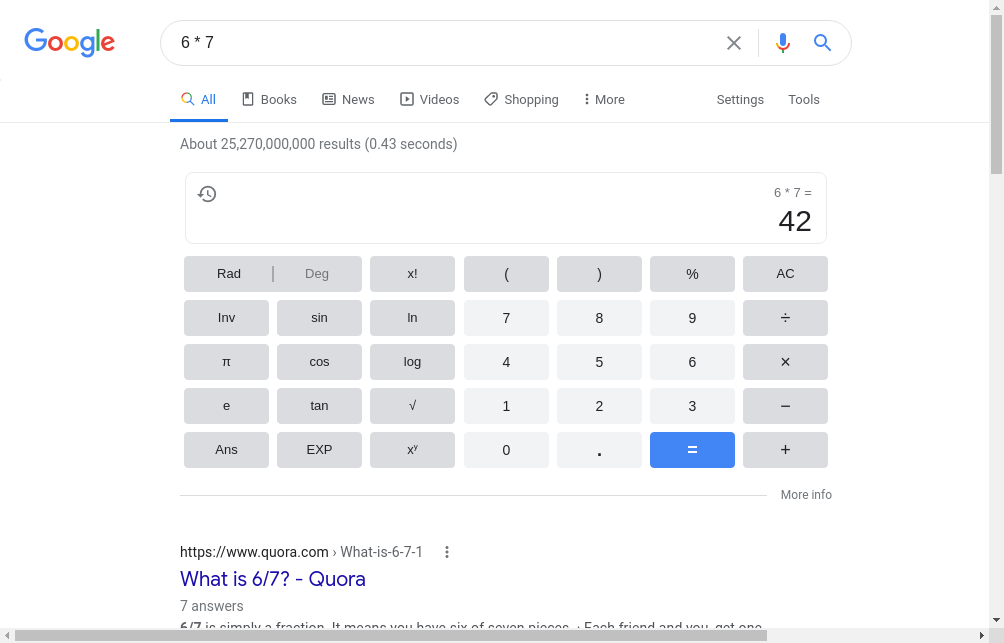 Google
6 * 7
All Books News Videos Shopping More Settings Tools
About 25,270,000,000 results (0.43 seconds)
6 * 7 =
42
Rad | Deg x! ( ) % AC
Inv sin ln 7 8 9 ÷
π cos log 4 5 6 ×
e tan √ 1 2 3 −
Ans EXP xʸ 0 . = +
More info
https://www.quora.com › What-is-6-7-1
What is 6/7? - Quora
7 answers
6/7 is simply a fraction. It means you have six of seven pieces. · Each friend and you, get one